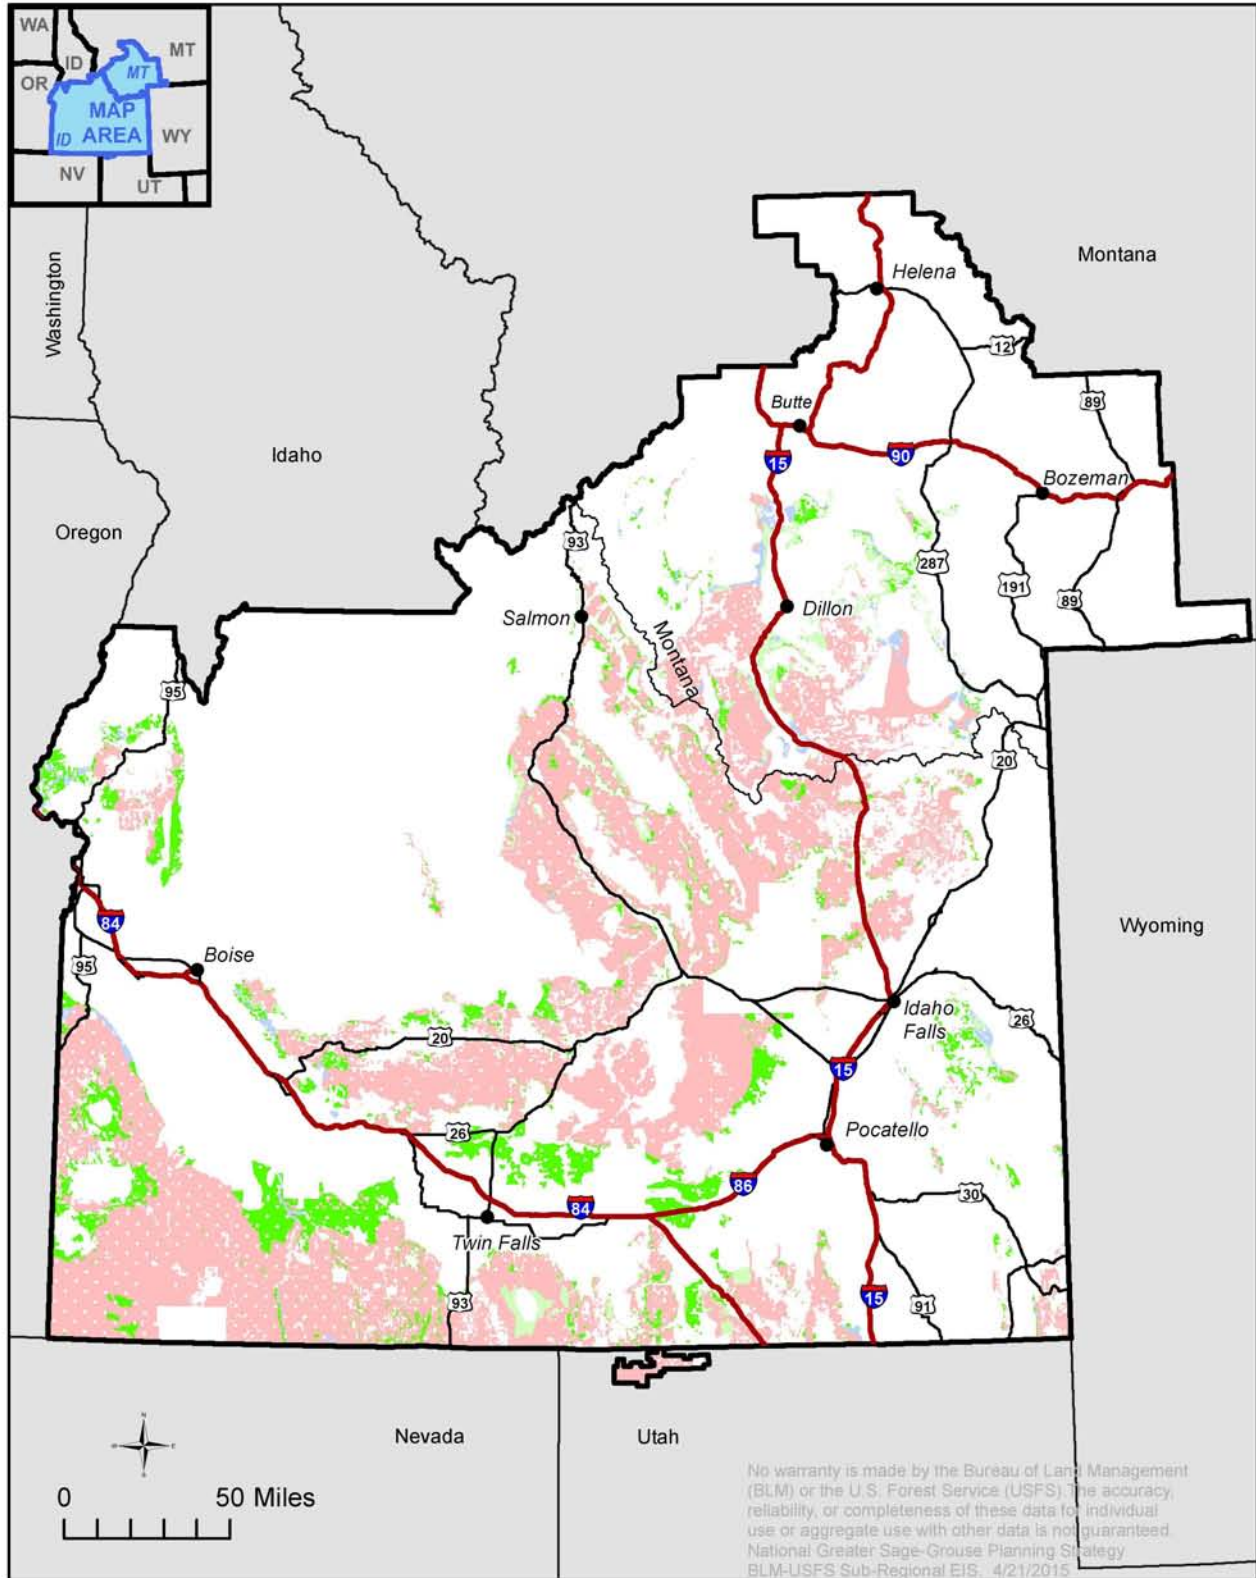 WA
MT
ID
MT
OR
MAP
AREA
ID
WY
NV
UT
Washington
Montana
Helena
12
Butte
89
15
90
Idaho
Bozeman
Oregon
93
287
191
89
Salmon
Dillon
Montana
95
20
84
Wyoming
Boise
95
Idaho
Falls
26
20
15
26
Pocatello
86
30
84
Twin Falls
93
15
91
Nevada
Utah
N
W
E
S
0
50 Miles
No warranty is made by the Bureau of Land Management
(BLM) or the U.S. Forest Service (USFS).The accuracy,
reliability, or completeness of these data for individual
use or aggregate use with other data is not guaranteed.
National Greater Sage-Grouse Planning Strategy
BLM-USFS Sub-Regional EIS. 4/21/2015